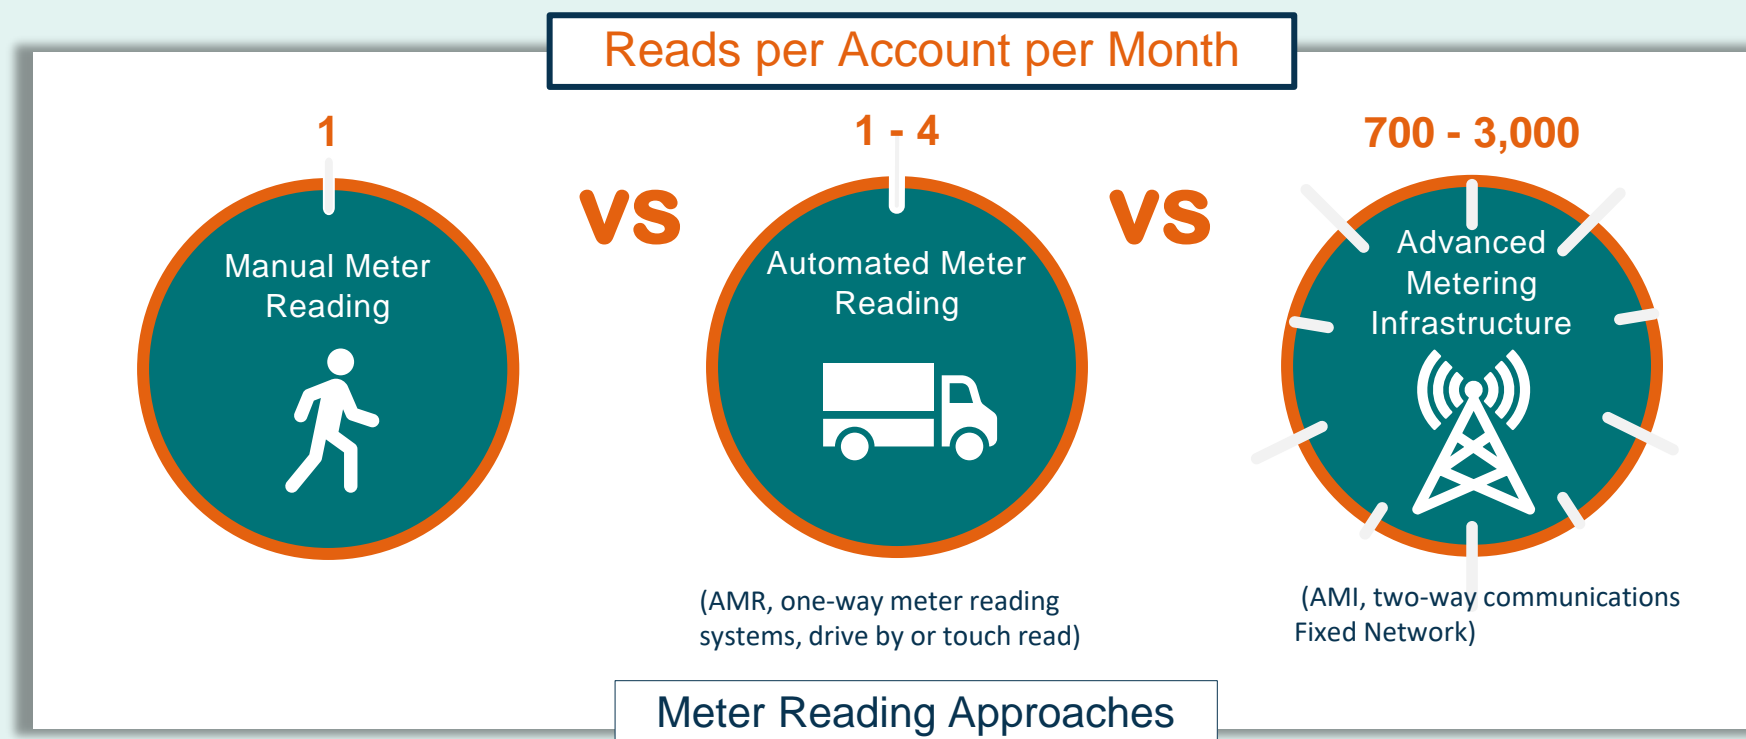 Reads per Account per Month
1
1 - 4
700 - 3,000
vs
vs
Manual Meter
Reading
Automated Meter
Reading
Advanced
Metering
Infrastructure
(AMR, one-way meter reading
systems, drive by or touch read)
(AMI, two-way communications
Fixed Network)
Meter Reading Approaches